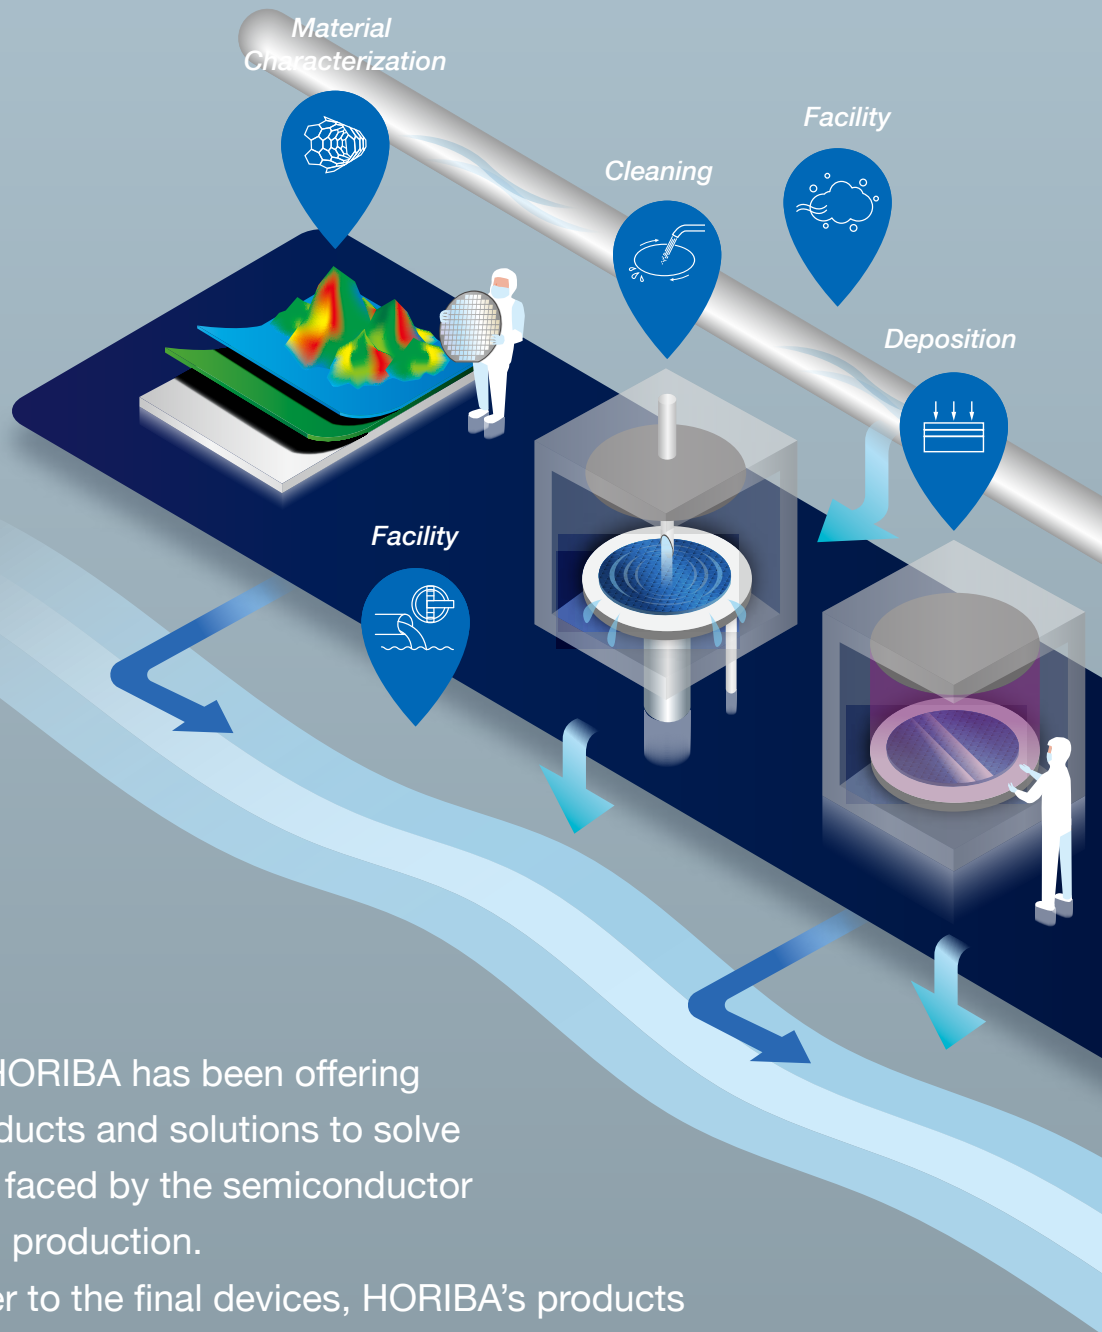 Material
Characterization
Facility
Cleaning
Deposition
Facility
HORIBA has been offering
ducts and solutions to solve
faced by the semiconductor
production.
er to the final devices, HORIBA’s products